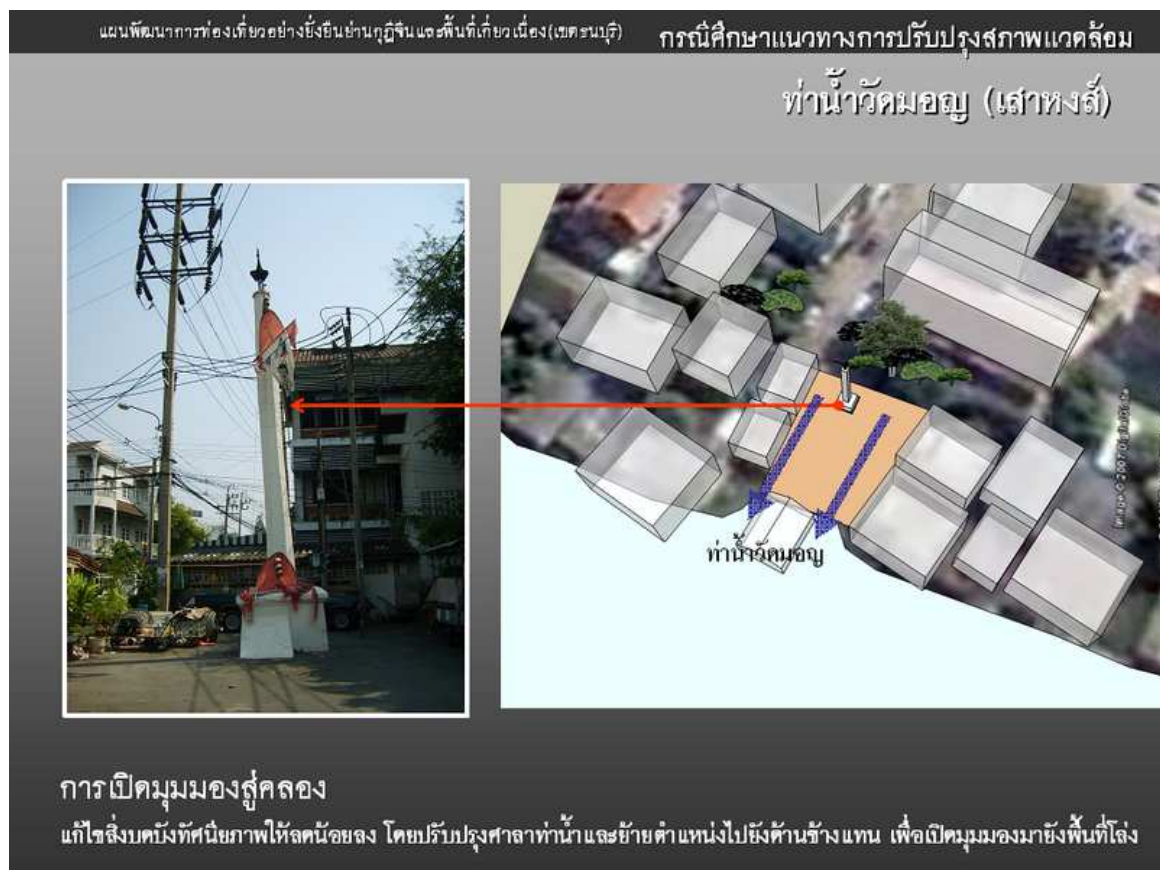 แผนพัฒนาการท่องเที่ยวอย่างยั่งยืนย่านกุฎีจีนและพื้นที่เกี่ยวเนื่อง(เขตธนบุรี)
กรณีศึกษาแนวทางการปรับปรุงสภาพแวดล้อม
ท่าน้ำวัดมอญ (เสาหงส์)
ท่าน้ำวัดมอญ
การเปิดมุมมองสู่คลอง
แก้ไขสิ่งบดบังทัศนียภาพให้ลดน้อยลง โดยปรับปรุงศาลาท่าน้ำและย้ายตำแหน่งไปยังด้านข้างแทน เพื่อเปิดมุมมองมายังพื้นที่โล่ง